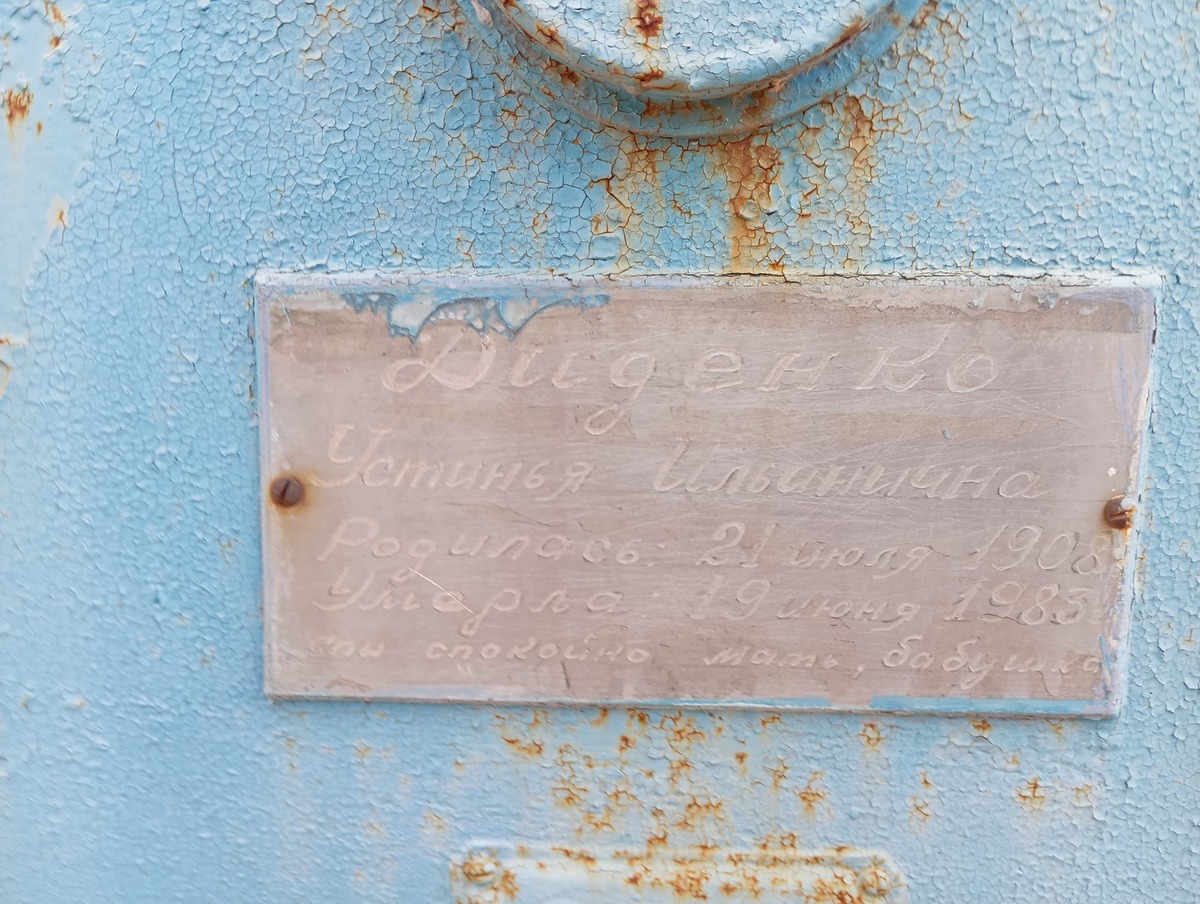 Диденко
Устинья Ильинична
Родилась: 21 июля 1908
Умерла: 19 июня 1983
спи спокойно мать, бабушка